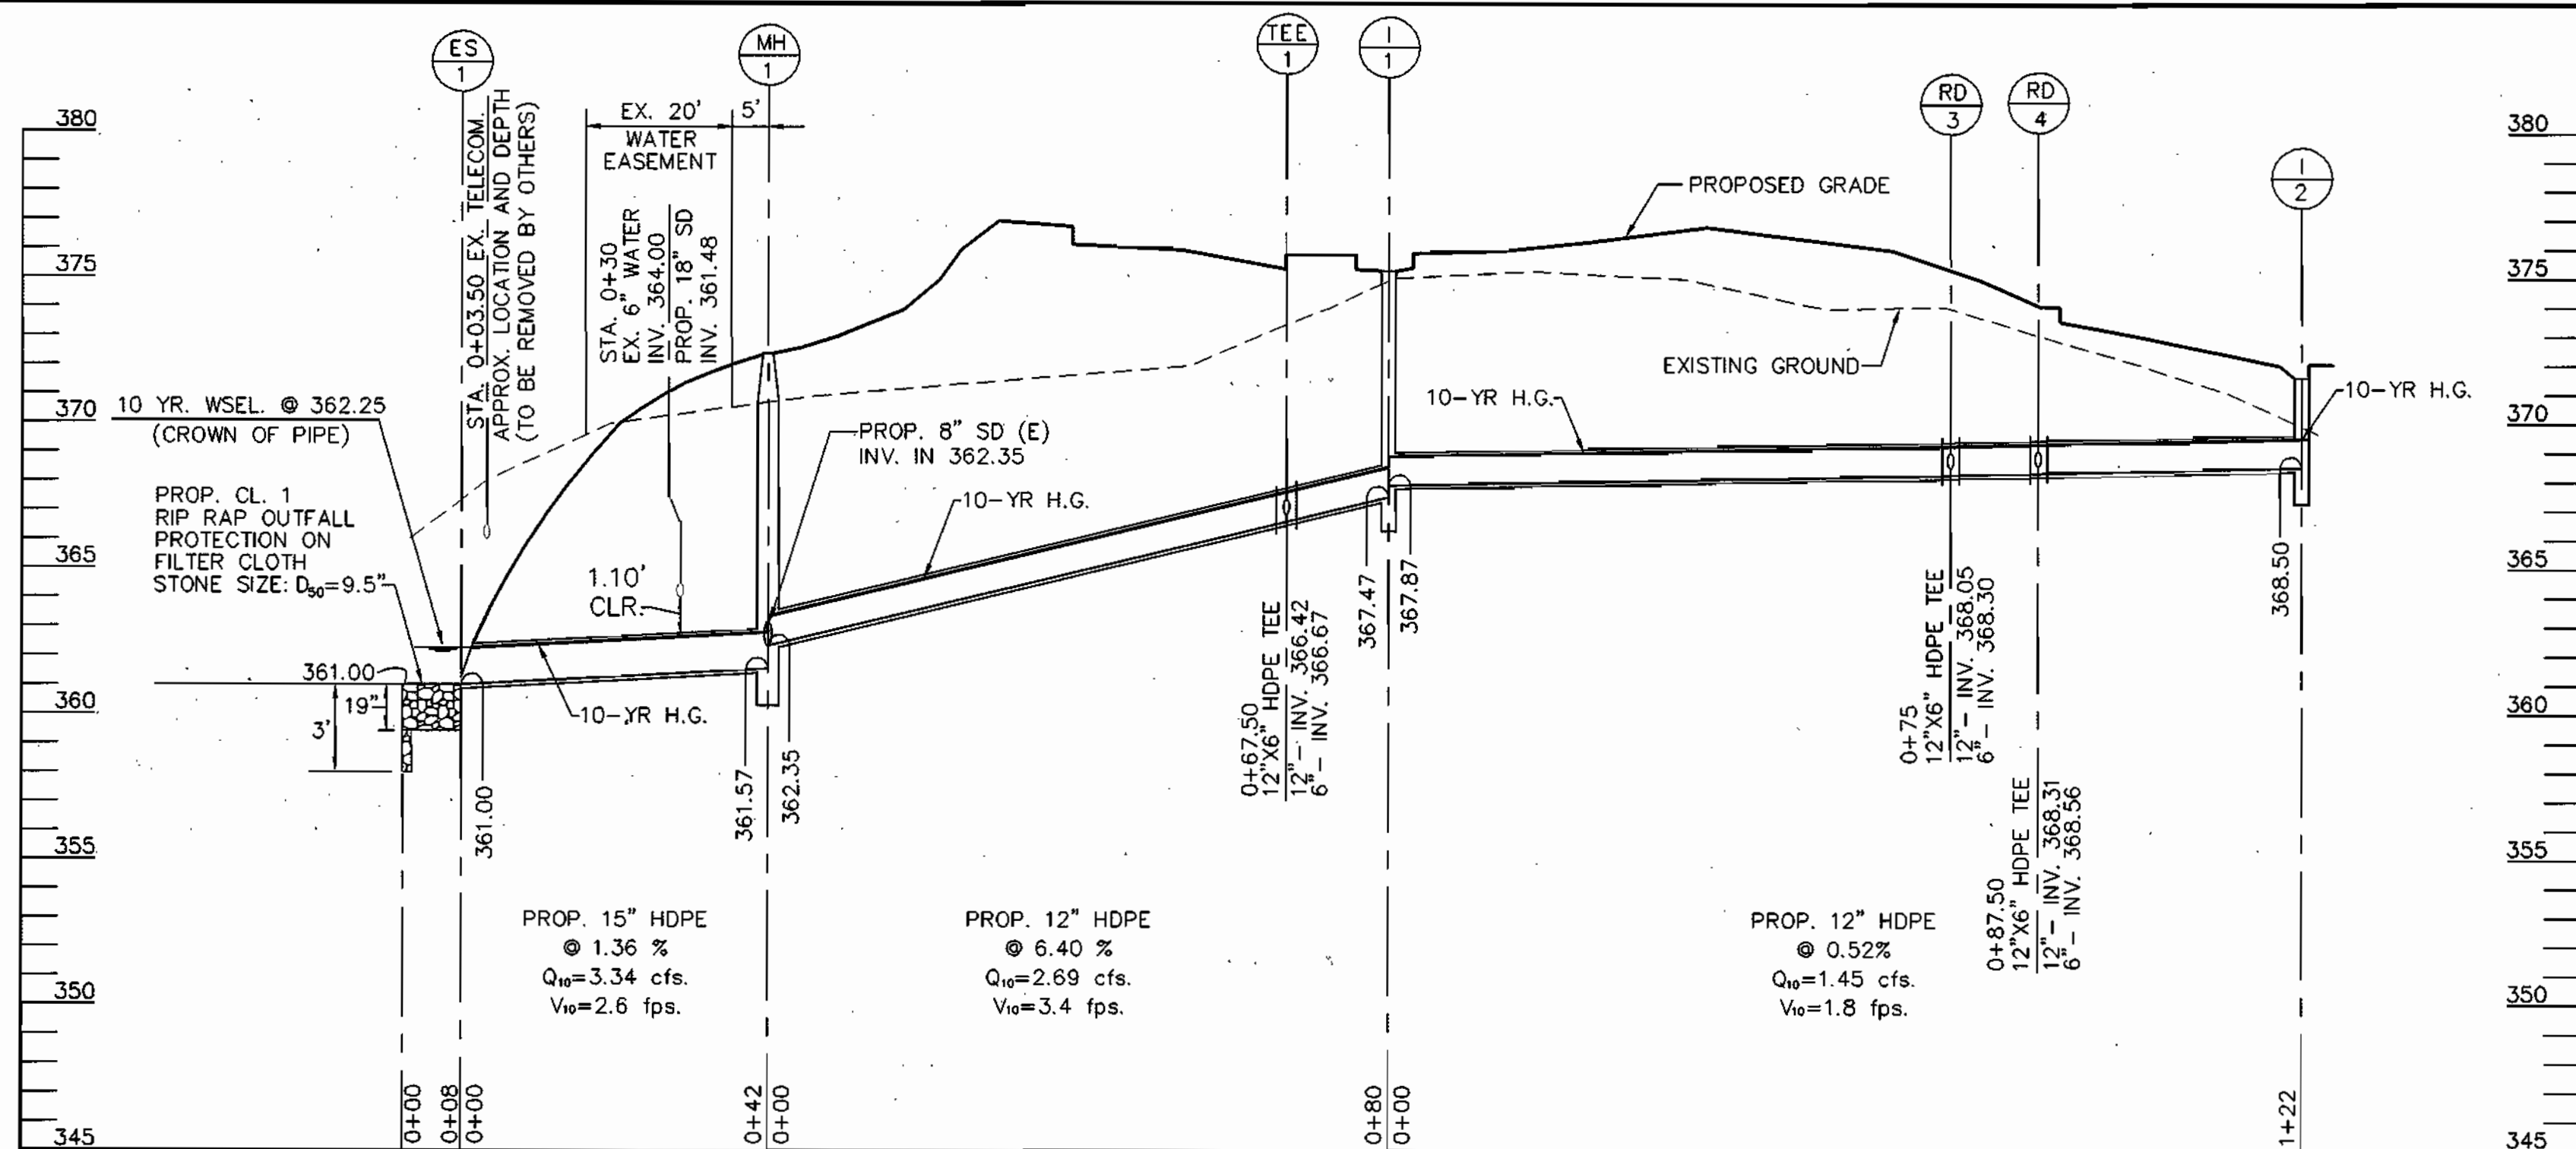 ES
1
MH
1
TEE
1
I
1
RD
3
RD
4
I
2
380
375
370
365
360
355
350
345
380
375
370
365
360
355
350
345
STA. 0+03.50 EX. TELECOM.
APPROX. LOCATION AND DEPTH
(TO BE REMOVED BY OTHERS)
EX. 20'
5'
WATER
EASEMENT
STA. 0+30
EX. 6" WATER
INV. 364.00
PROP. 18" SD
INV. 361.48
PROPOSED GRADE
EXISTING GROUND
10 YR. WSEL. @ 362.25
(CROWN OF PIPE)
PROP. CL. 1
RIP RAP OUTFALL
PROTECTION ON
FILTER CLOTH
STONE SIZE: D₅₀=9.5"
PROP. 8" SD (E)
INV. IN 362.35
10-YR H.G.
10-YR H.G.
10-YR H.G.
10-YR H.G.
1.10'
CLR.
361.00
19"
3'
361.00
361.57
362.35
367.47
367.87
368.50
0+67.50
12"X6" HDPE TEE
12"- INV. 366.42
6"- INV. 366.67
0+75
12"X6" HDPE TEE
12"- INV. 368.05
6"- INV. 368.30
0+87.50
12"X6" HDPE TEE
12"- INV. 368.31
6"- INV. 368.56
PROP. 15" HDPE
@ 1.36 %
Q₁₀=3.34 cfs.
V₁₀=2.6 fps.
PROP. 12" HDPE
@ 6.40 %
Q₁₀=2.69 cfs.
V₁₀=3.4 fps.
PROP. 12" HDPE
@ 0.52%
Q₁₀=1.45 cfs.
V₁₀=1.8 fps.
0+00
0+08
0+00
0+42
0+00
0+80
0+00
1+22